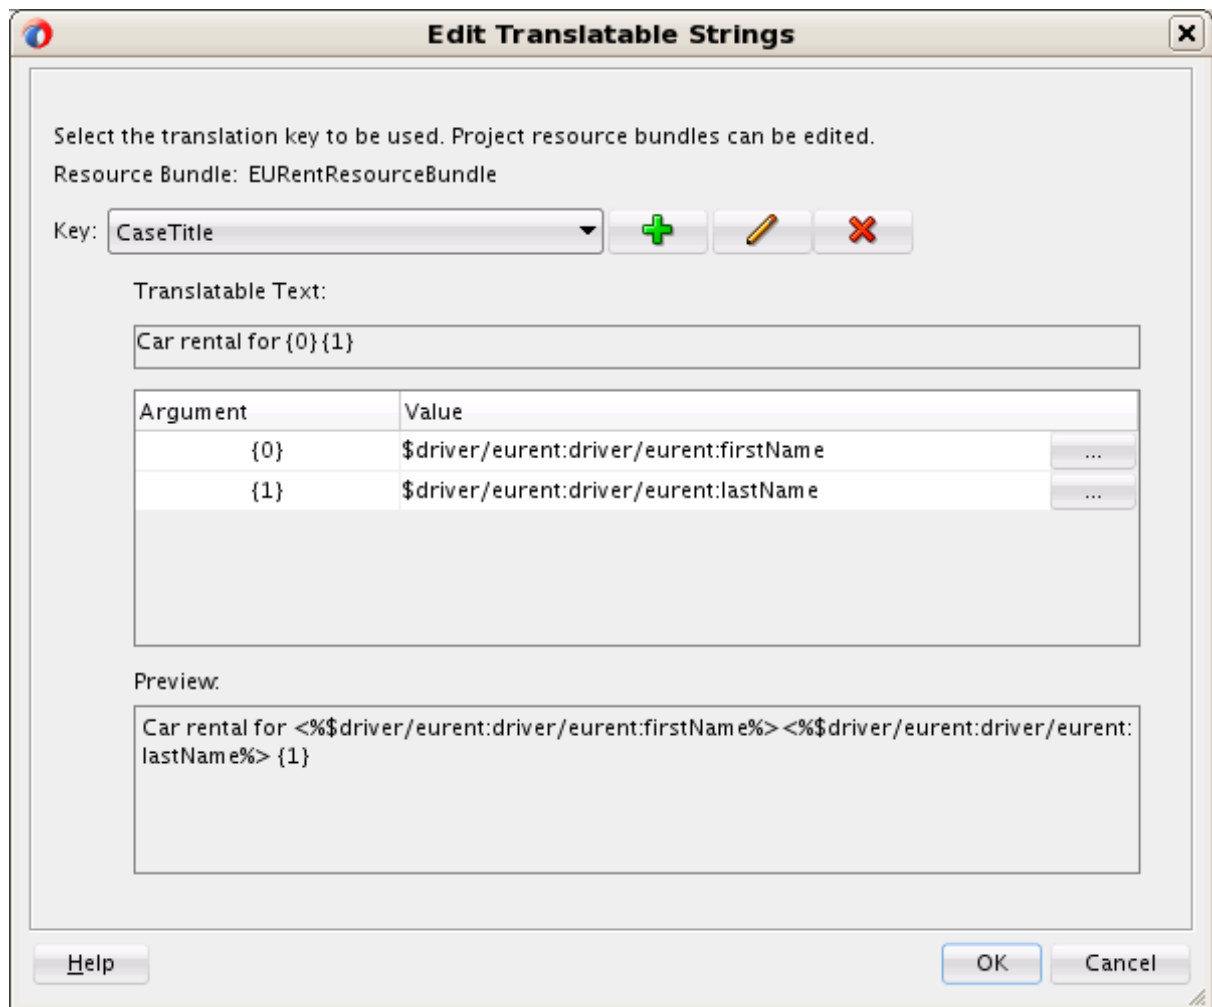 Edit Translatable Strings
Select the translation key to be used. Project resource bundles can be edited.
Resource Bundle: EURentResourceBundle
Key: CaseTitle
Translatable Text:
Car rental for {0}{1}
Argument Value
{0} $driver/eurent:driver/eurent:firstName ...
{1} $driver/eurent:driver/eurent:lastName ...
Preview:
Car rental for <%$driver/eurent:driver/eurent:firstName%><%$driver/eurent:driver/eurent:
lastName%> {1}
Help OK Cancel